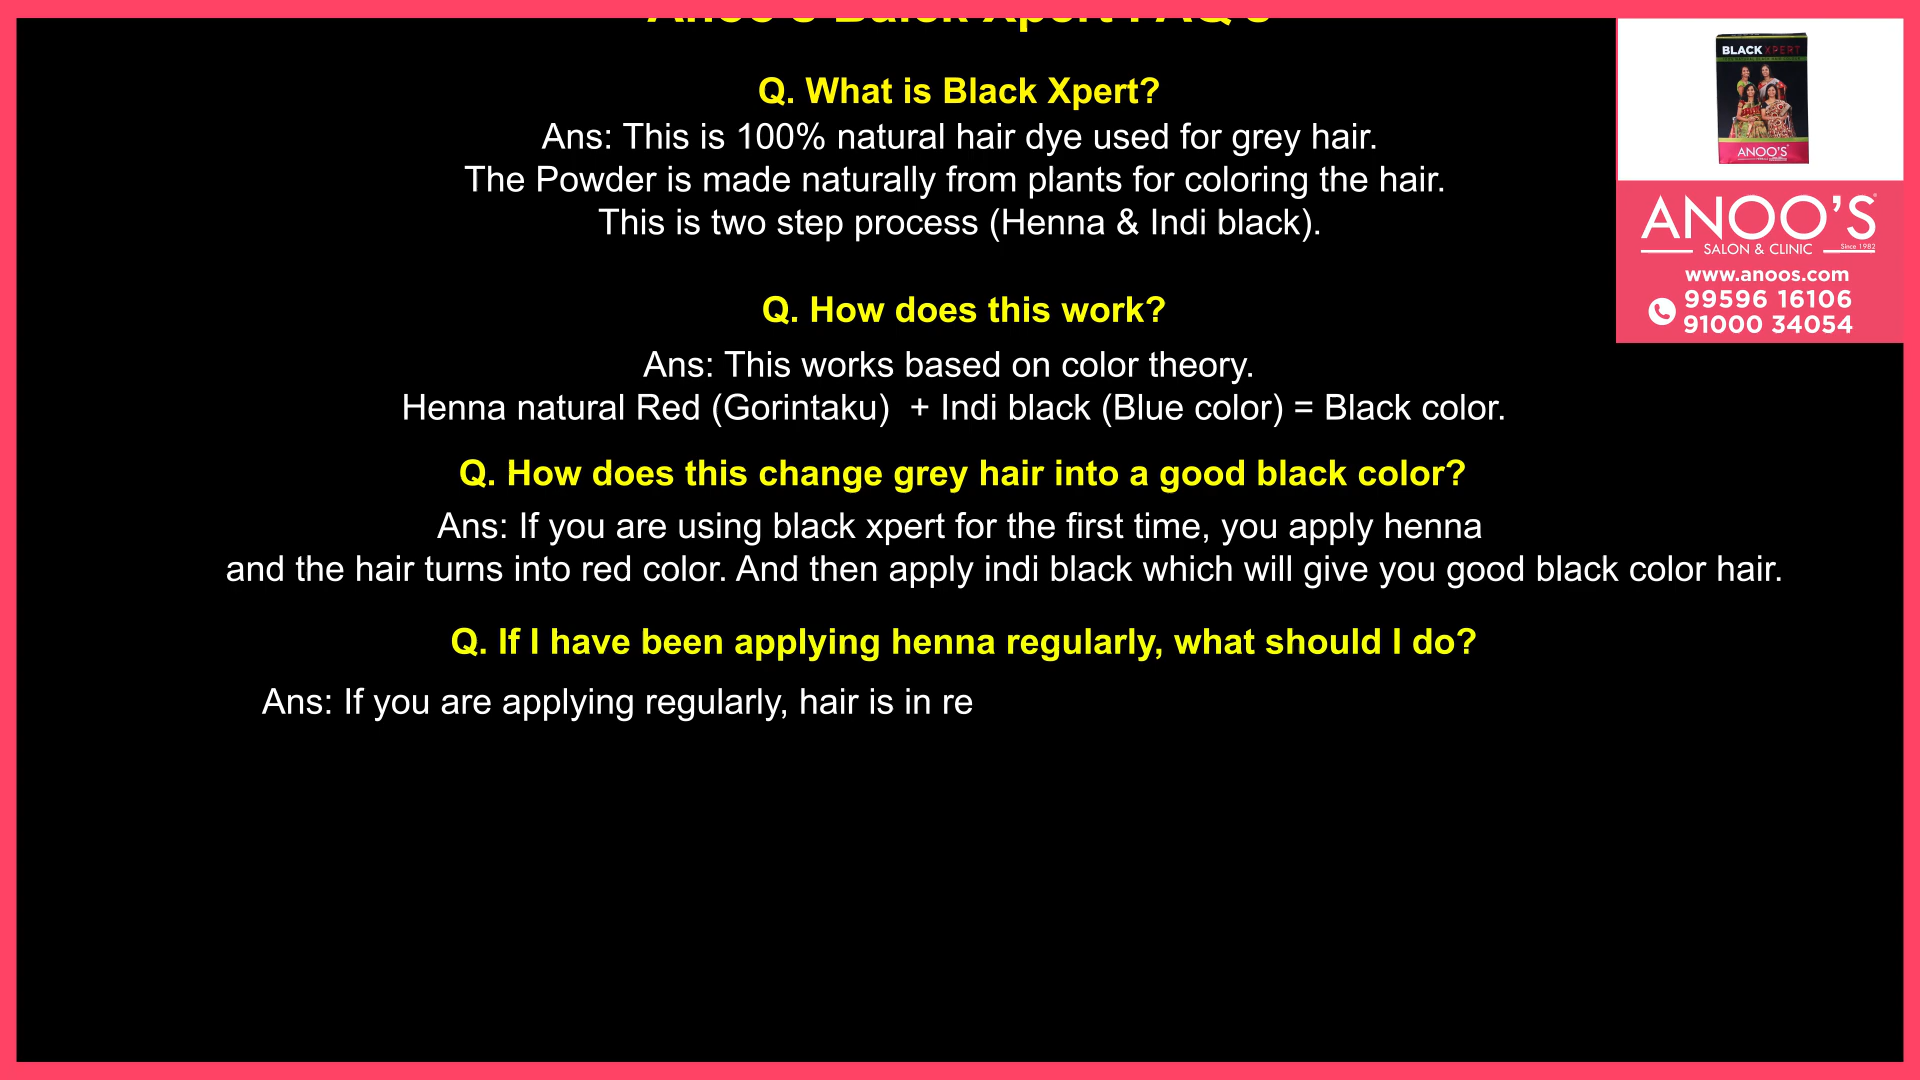 Anoo's Balck Xpert FAQ's
Q. What is Black Xpert?
Ans: This is 100% natural hair dye used for grey hair.
The Powder is made naturally from plants for coloring the hair.
This is two step process (Henna & Indi black).
Q. How does this work?
Ans: This works based on color theory.
Henna natural Red (Gorintaku)  + Indi black (Blue color) = Black color.
Q. How does this change grey hair into a good black color?
Ans: If you are using black xpert for the first time, you apply henna
and the hair turns into red color. And then apply indi black which will give you good black color hair.
Q. If I have been applying henna regularly, what should I do?
Ans: If you are applying regularly, hair is in re
BLACK XPERT
ANOO'S
ANOO'S
SALON & CLINIC
Since 1982
www.anoos.com
99596 16106
91000 34054